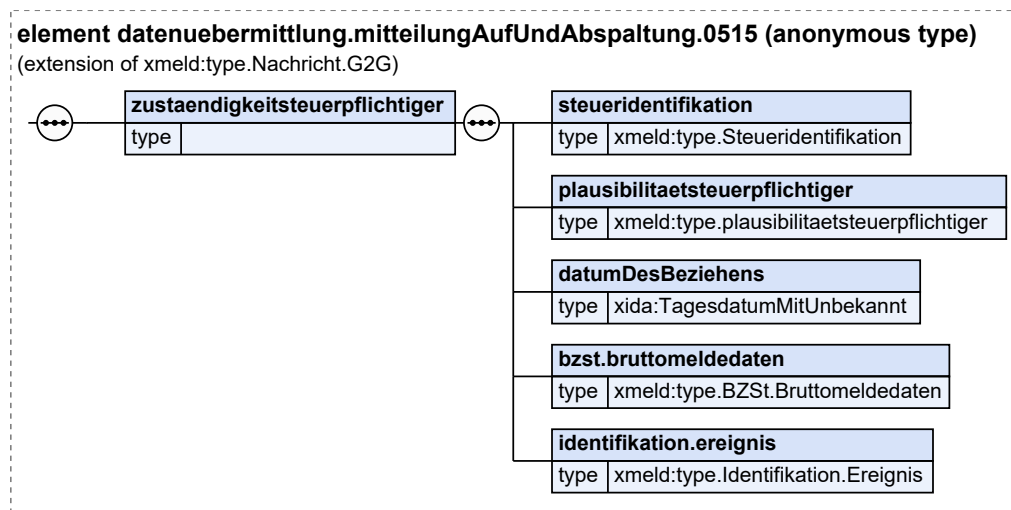 element datenuebermittlung.mitteilungAufUndAbspaltung.0515 (anonymous type)
(extension of xmeld:type.Nachricht.G2G)
zustaendigkeitsteuerpflichtiger
type
steueridentifikation
type xmeld:type.Steueridentifikation
plausibilitaetsteuerpflichtiger
type xmeld:type.plausibilitaetsteuerpflichtiger
datumDesBeziehens
type xida:TagesdatumMitUnbekannt
bzst.bruttomeldedaten
type xmeld:type.BZSt.Bruttomeldedaten
identifikation.ereignis
type xmeld:type.Identifikation.Ereignis